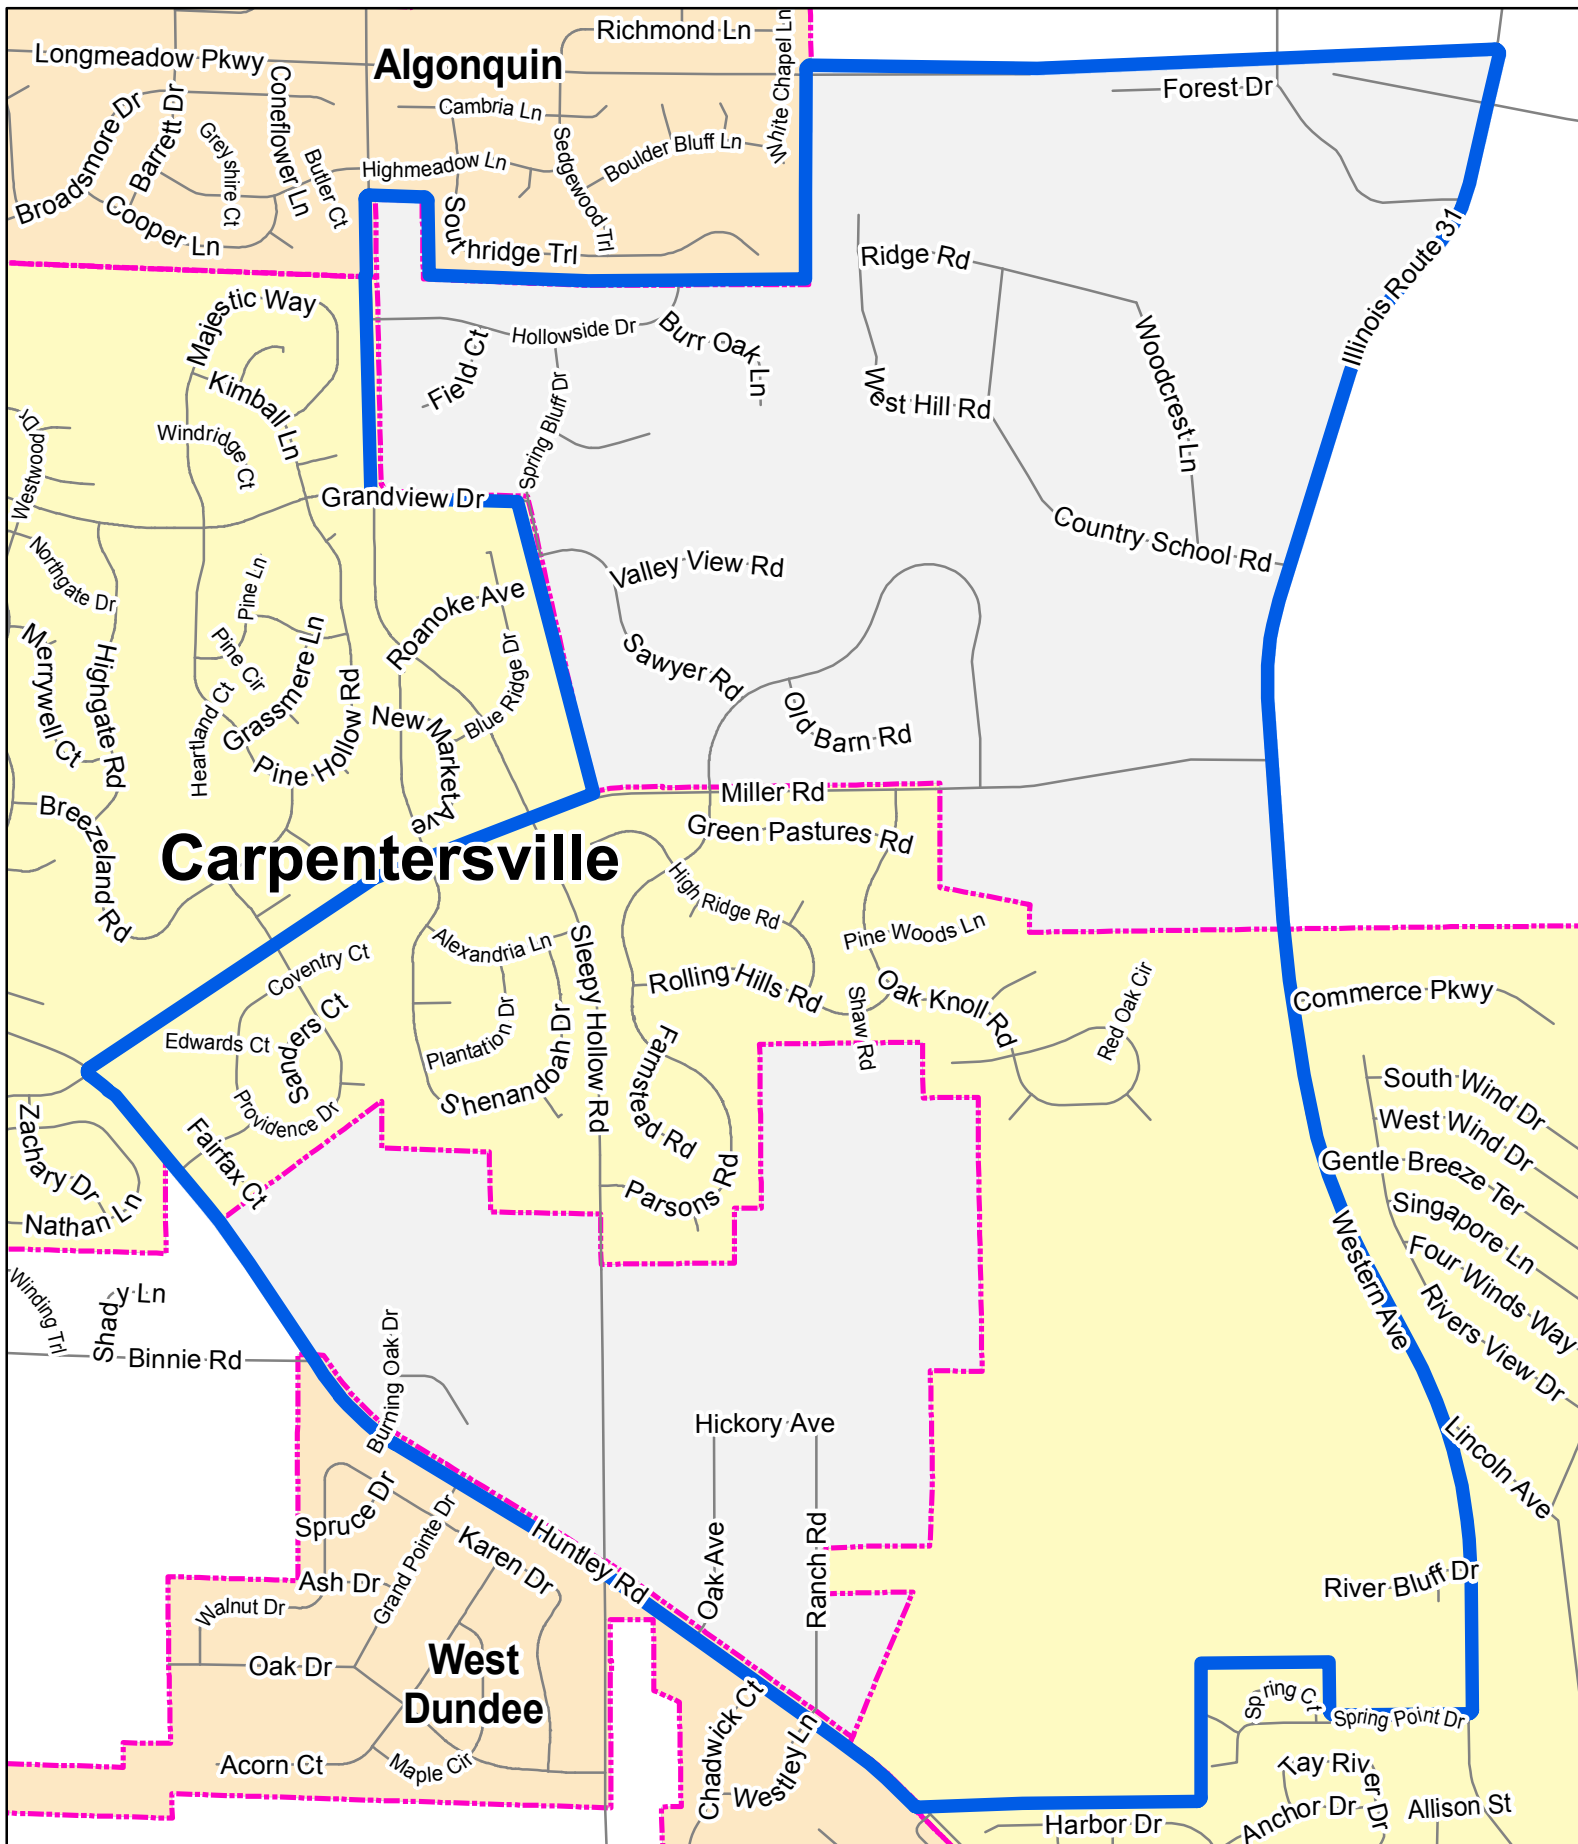 Richmond Ln
Longmeadow Pkwy
Algonquin
White Chapel Ln
Forest Dr
Coneflower Ln
Broadsmore Dr
Barrett Dr
Cambria Ln
Greyshire Ct
Butler Ct
Sedgewood Trl
Boulder Bluff Ln
Highmeadow Ln
Cooper Ln
Southridge Trl
Illinois Route 31
Ridge Rd
Majestic Way
Hollowside Dr
Burr Oak Ln
Field Ct
Woodcrest Ln
Kimball Ln
West Hill Rd
Spring Bluff Dr
Westwood Dr
Windridge Ct
Grandview Dr
Country School Rd
Northgate Dr
Pine Ln
Valley View Rd
Roanoke Ave
Merrywell Ct
Highgate Rd
Pine Cir
Grassmere Ln
Blue Ridge Dr
Sawyer Rd
Heartland Ct
Pine Hollow Rd
New Market Ave
Old Barn Rd
Miller Rd
Breezeland Rd
Green Pastures Rd
Carpentersville
High Ridge Rd
Pine Woods Ln
Alexandria Ln
Sleepy Hollow Rd
Coventry Ct
Rolling Hills Rd
Oak Knoll Rd
Shaw Rd
Red Oak Cir
Commerce Pkwy
Edwards Ct
Sanders Ct
Plantation Dr
Shenandoah Dr
Farmstead Rd
South Wind Dr
Providence Dr
West Wind Dr
Zachary Dr
Fairfax Ct
Gentle Breeze Ter
Parsons Rd
Nathan Ln
Singapore Ln
Western Ave
Four Winds Way
Winding Trl
Shady Ln
Rivers View Dr
Binnie Rd
Burning Oak Dr
Hickory Ave
Lincoln Ave
Spruce Dr
Grand Pointe Dr
Karen Dr
Huntley Rd
Oak Ave
Ranch Rd
Ash Dr
River Bluff Dr
Walnut Dr
West
Dundee
Oak Dr
Chadwick Ct
Spring Ct
Spring Point Dr
Westley Ln
Acorn Ct
Maple Cir
Tay River Dr
Anchor Dr
Allison St
Harbor Dr